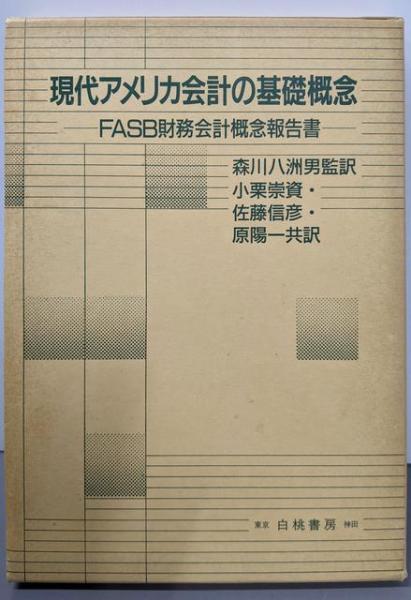 現代アメリカ会計の基礎概念
FASB財務会計概念報告書
森川八洲男監訳
小栗崇資・
佐藤信彦・
原陽一共訳
東京 白桃書房 神田